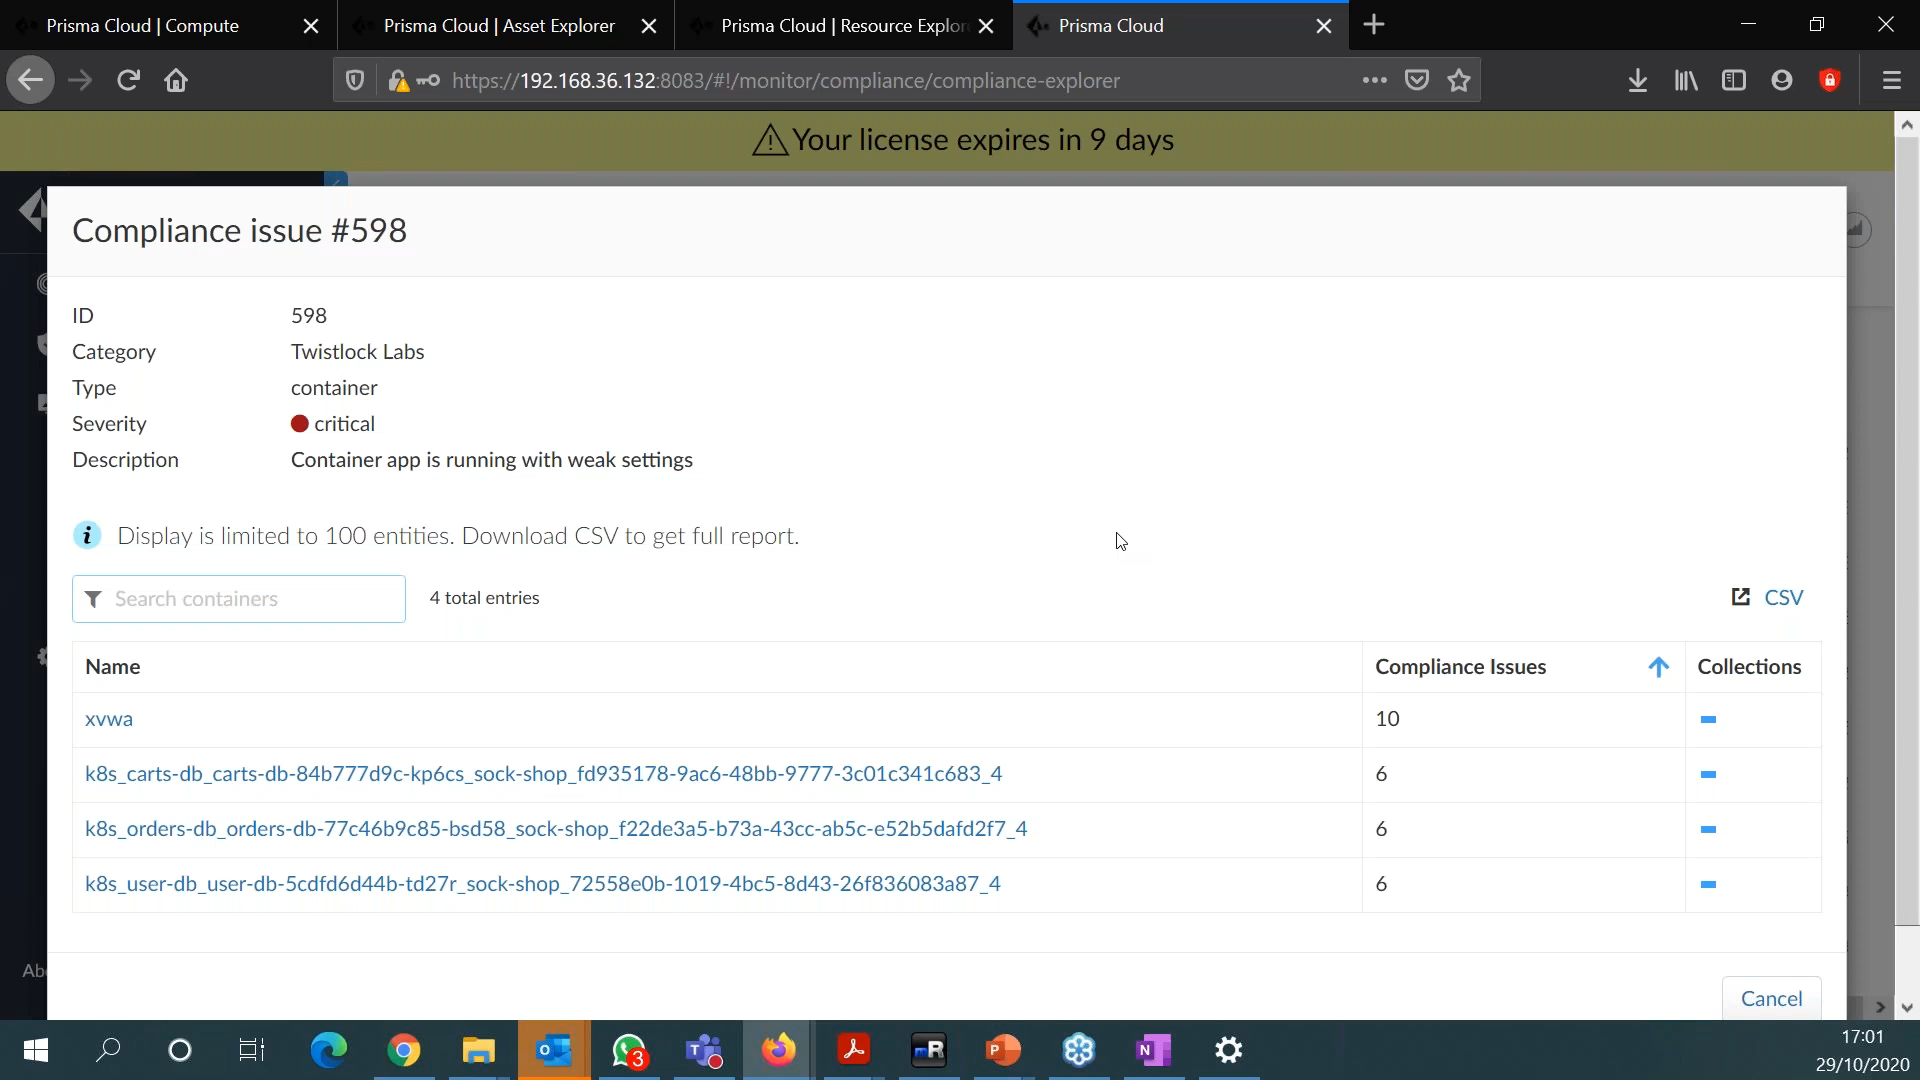 Prisma Cloud | Compute
Prisma Cloud | Asset Explorer
Prisma Cloud | Resource Explor
Prisma Cloud
https://192.168.36.132:8083/#!/monitor/compliance/compliance-explorer
Your license expires in 9 days
Compliance issue #598
ID 598
Category Twistlock Labs
Type container
Severity critical
Description Container app is running with weak settings
i Display is limited to 100 entities. Download CSV to get full report.
Search containers 4 total entries CSV
Name Compliance Issues Collections
xvwa 10
k8s_carts-db_carts-db-84b777d9c-kp6cs_sock-shop_fd935178-9ac6-48bb-9777-3c01c341c683_4 6
k8s_orders-db_orders-db-77c46b9c85-bsd58_sock-shop_f22de3a5-b73a-43cc-ab5c-e52b5dafd2f7_4 6
k8s_user-db_user-db-5cdfd6d44b-td27r_sock-shop_72558e0b-1019-4bc5-8d43-26f836083a87_4 6
Ab
Cancel
3
mR
17:01
29/10/2020